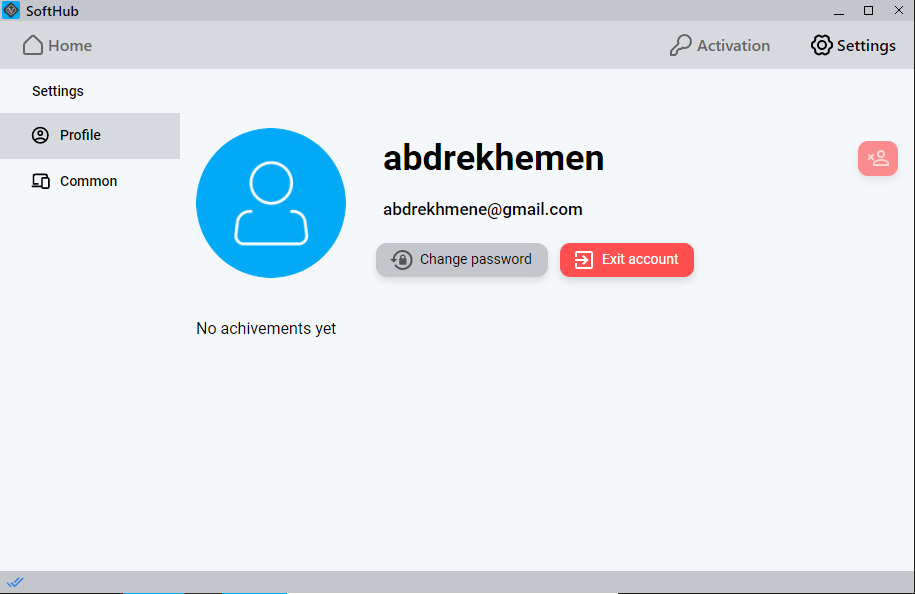 SoftHub
Home
Activation
Settings
Settings
Profile
Common
abdrekhemen
abdrekhmene@gmail.com
Change password
Exit account
No achivements yet